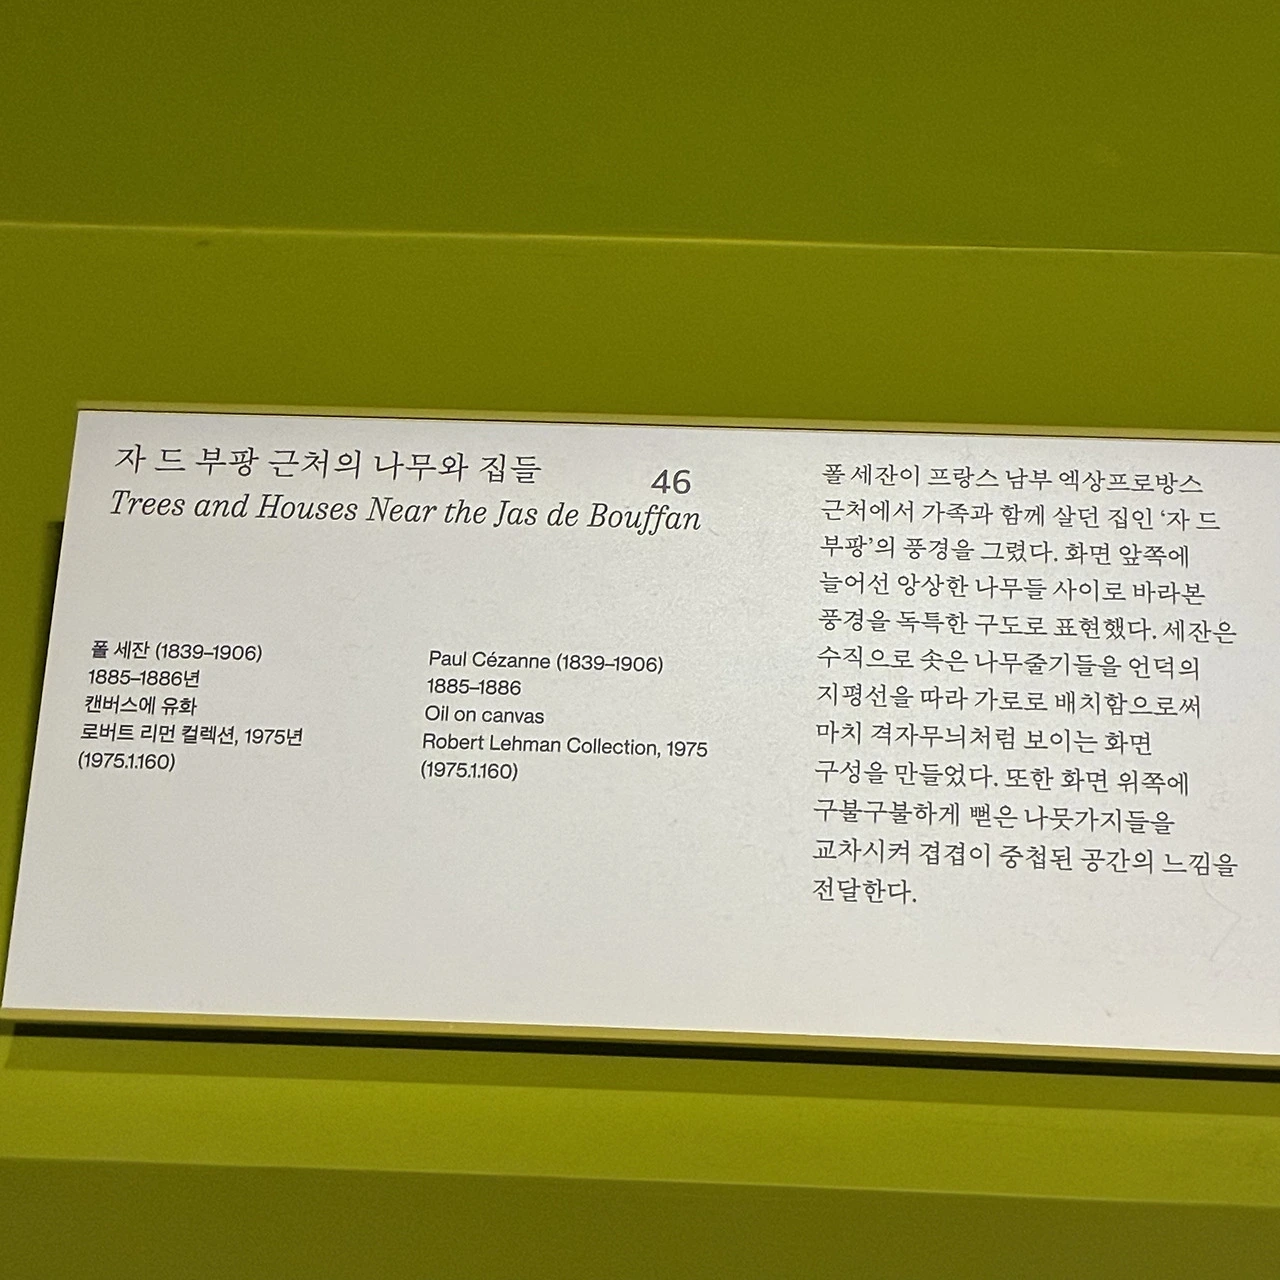 자 드 부팡 근처의 나무와 집들
46
Trees and Houses Near the Jas de Bouffan
폴 세잔 (1839–1906)
1885–1886년
캔버스에 유화
로버트 리먼 컬렉션, 1975년
(1975.1.160)
Paul Cézanne (1839–1906)
1885–1886
Oil on canvas
Robert Lehman Collection, 1975
(1975.1.160)
폴 세잔이 프랑스 남부 엑상프로방스
근처에서 가족과 함께 살던 집인 ‘자 드
부팡’의 풍경을 그렸다. 화면 앞쪽에
늘어선 앙상한 나무들 사이로 바라본
풍경을 독특한 구도로 표현했다. 세잔은
수직으로 솟은 나무줄기들을 언덕의
지평선을 따라 가로로 배치함으로써
마치 격자무늬처럼 보이는 화면
구성을 만들었다. 또한 화면 위쪽에
구불구불하게 뻗은 나뭇가지들을
교차시켜 겹겹이 중첩된 공간의 느낌을
전달한다.